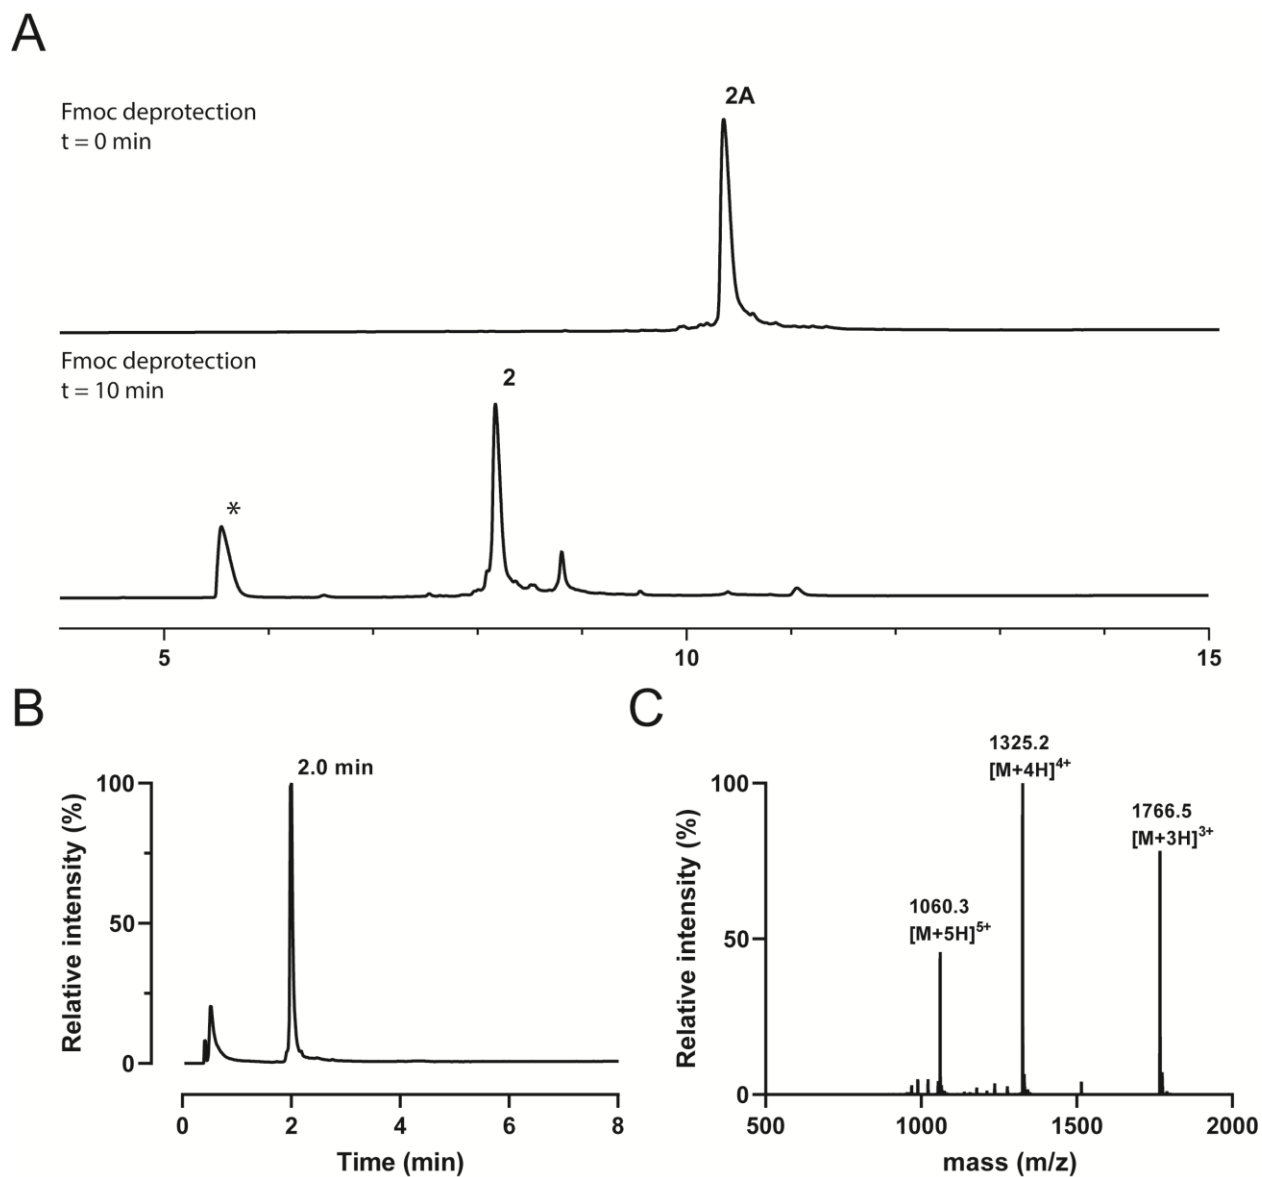 A
Fmoc deprotection
t = 0 min
2A
Fmoc deprotection
t = 10 min
2
*
5 10 15
B
2.0 min
Relative intensity (%)
100
50
0
0 2 4 6 8
Time (min)
C
1325.2
[M+4H]4+
1766.5
[M+3H]3+
1060.3
[M+5H]5+
Relative intensity (%)
100
50
0
500 1000 1500 2000
mass (m/z)